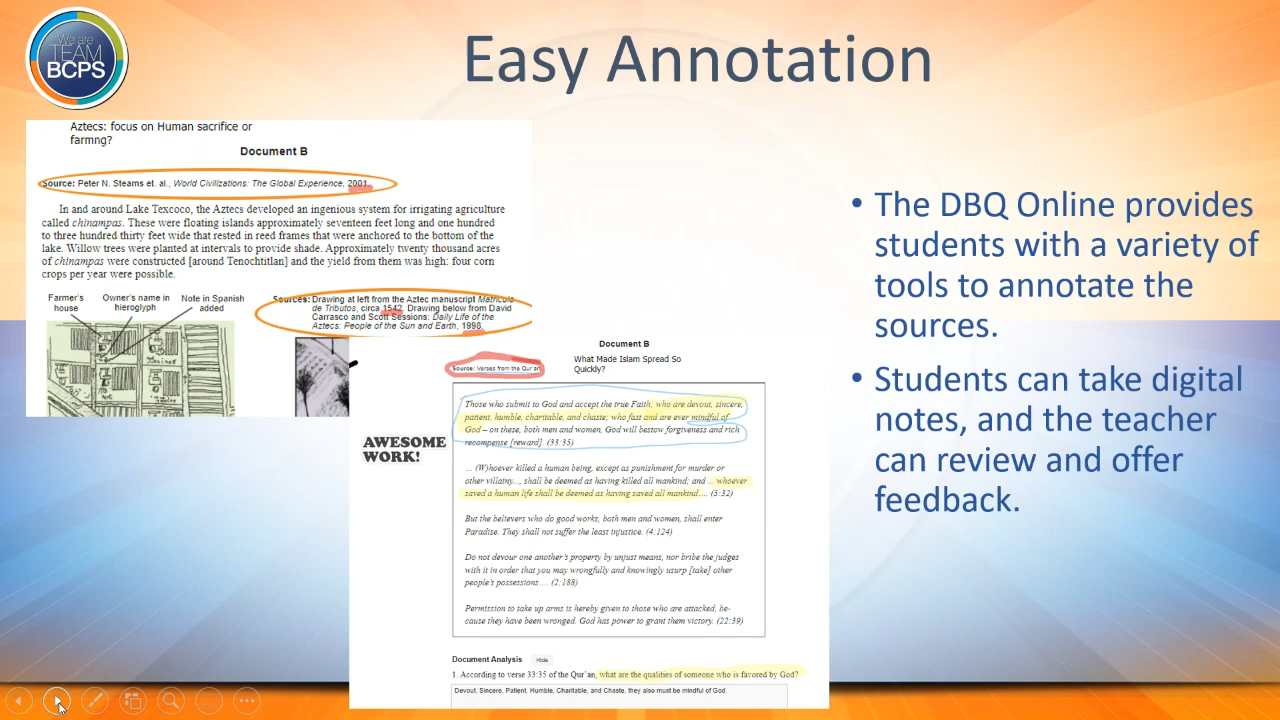 We are
TEAM
BCPS
Easy Annotation
Aztecs: focus on Human sacrifice or
farmng?
Document B
Source: Peter N. Stearns et. al., World Civilizations: The Global Experience, 2001.
In and around Lake Texcoco, the Aztecs developed an ingenious system for irrigating agriculture
called chinampas. These were floating islands approximately seventeen feet long and one hundred
to three hundred thirty feet wide that rested in reed frames that were anchored to the bottom of the
lake. Willow trees were planted at intervals to provide shade. Approximately twenty thousand acres
of chinampas were constructed [around Tenochtitlan] and the yield from them was high: four corn
crops per year were possible.
Farmer's
house
Owner's name in
hieroglyph
Note in Spanish
added
Sources: Drawing at left from the Aztec manuscript Matricula
de Tributos, circa 1542. Drawing below from David
Carrasco and Scott Sessions: Daily Life of the
Aztecs: People of the Sun and Earth, 1998.
Document B
Source: Verses from the Qur'an
What Made Islam Spread So
Quickly?
Those who submit to God and accept the true Faith; who are devout, sincere,
patient, humble, charitable, and chaste; who fast and are ever mindful of
God – on these, both men and women, God will bestow forgiveness and rich
recompense [reward]. (33:35)
... (W)hoever killed a human being, except as punishment for murder or
other villainy..., shall be deemed as having killed all mankind; and ... whoever
saved a human life shall be deemed as having saved all mankind.... (5:32)
But the believers who do good works, both men and women, shall enter
Paradise. They shall not suffer the least injustice. (4:124)
Do not devour one another's property by unjust means, nor bribe the judges
with it in order that you may wrongfully and knowingly usurp [take] other
people's possessions.... (2:188)
Permission to take up arms is hereby given to those who are attacked, be-
cause they have been wronged. God has power to grant them victory. (22:39)
AWESOME
WORK!
Document Analysis Hide
1. According to verse 33:35 of the Qur'an, what are the qualities of someone who is favored by God?
Devout, Sincere, Patient, Humble, Charitable, and Chaste, they also must be mindful of God.
• The DBQ Online provides
students with a variety of
tools to annotate the
sources.
• Students can take digital
notes, and the teacher
can review and offer
feedback.